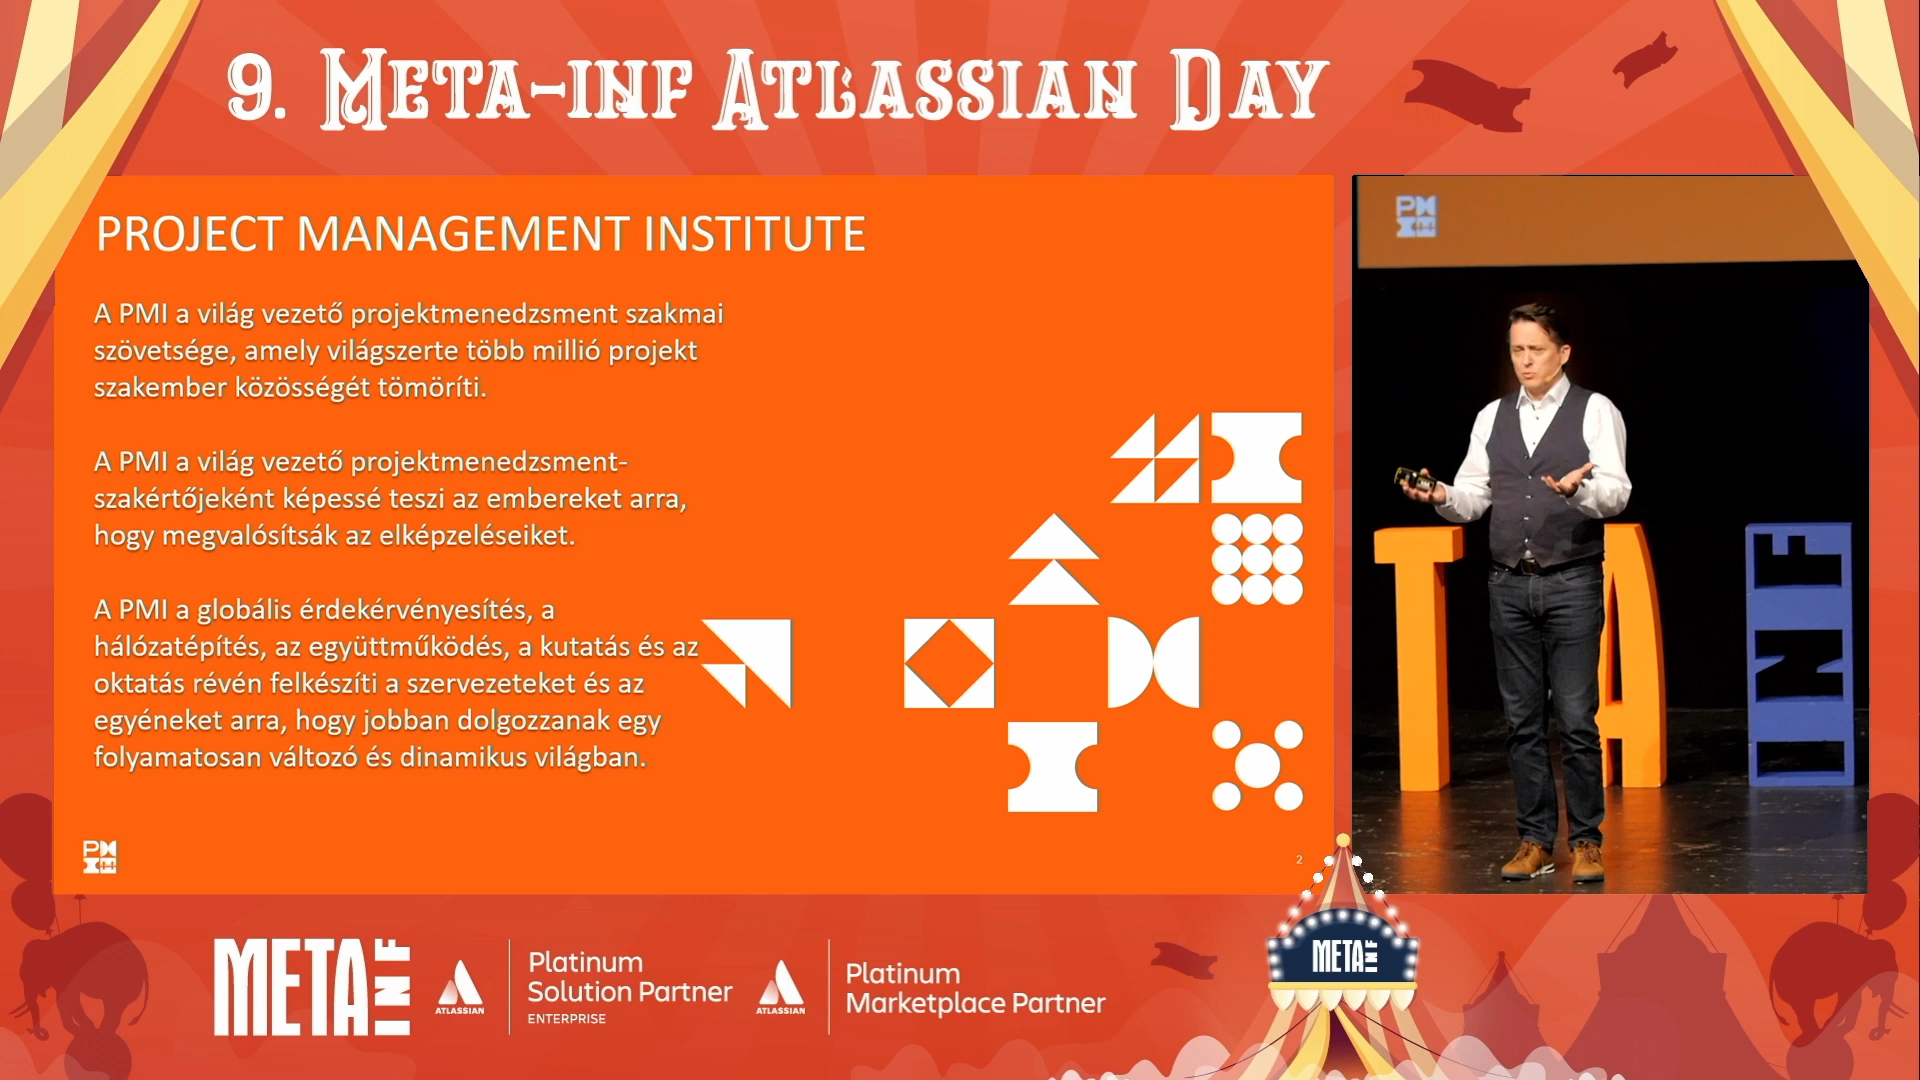 9. META-INF ATLASSIAN DAY
PROJECT MANAGEMENT INSTITUTE
A PMI a világ vezető projektmenedzsment szakmai
szövetsége, amely világszerte több millió projekt
szakember közösségét tömöríti.
A PMI a világ vezető projektmenedzsment-
szakértőjeként képessé teszi az embereket arra,
hogy megvalósítsák az elképzeléseiket.
A PMI a globális érdekérvényesítés, a
hálózatépítés, az együttműködés, a kutatás és az
oktatás révén felkészíti a szervezeteket és az
egyéneket arra, hogy jobban dolgozzanak egy
folyamatosan változó és dinamikus világban.
PMI
2
PMI
T A INF
META INF
ATLASSIAN
Platinum
Solution Partner
ENTERPRISE
ATLASSIAN
Platinum
Marketplace Partner
META INF